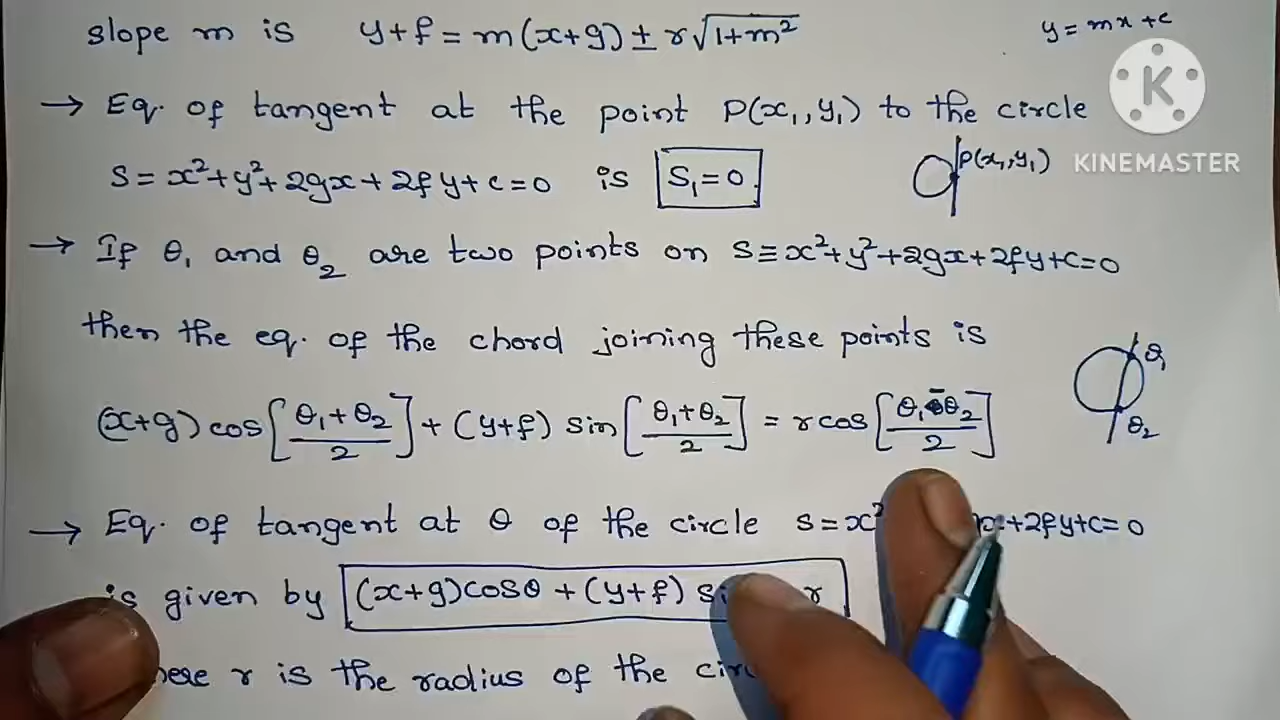 slope m is y+f = m(x+g) ± r√1+m²
y = mx + c
→ Eq. of tangent at the point P(x₁,y₁) to the circle
K
KINEMASTER
P(x₁,y₁)
S = x²+y²+2gx+2fy+c=0 is S₁=0.
→ If θ₁ and θ₂ are two points on S≡x²+y²+2gx+2fy+c=0
then the eq. of the chord joining these points is
θ₁
θ₂
(x+g) cos[θ₁+θ₂/2] + (y+f) sin[θ₁+θ₂/2] = r cos[θ₁-θ₂/2]
→ Eq. of tangent at θ of the circle S = x² +2fy+c=0
is given by (x+g)cosθ + (y+f) r
r is the radius of the